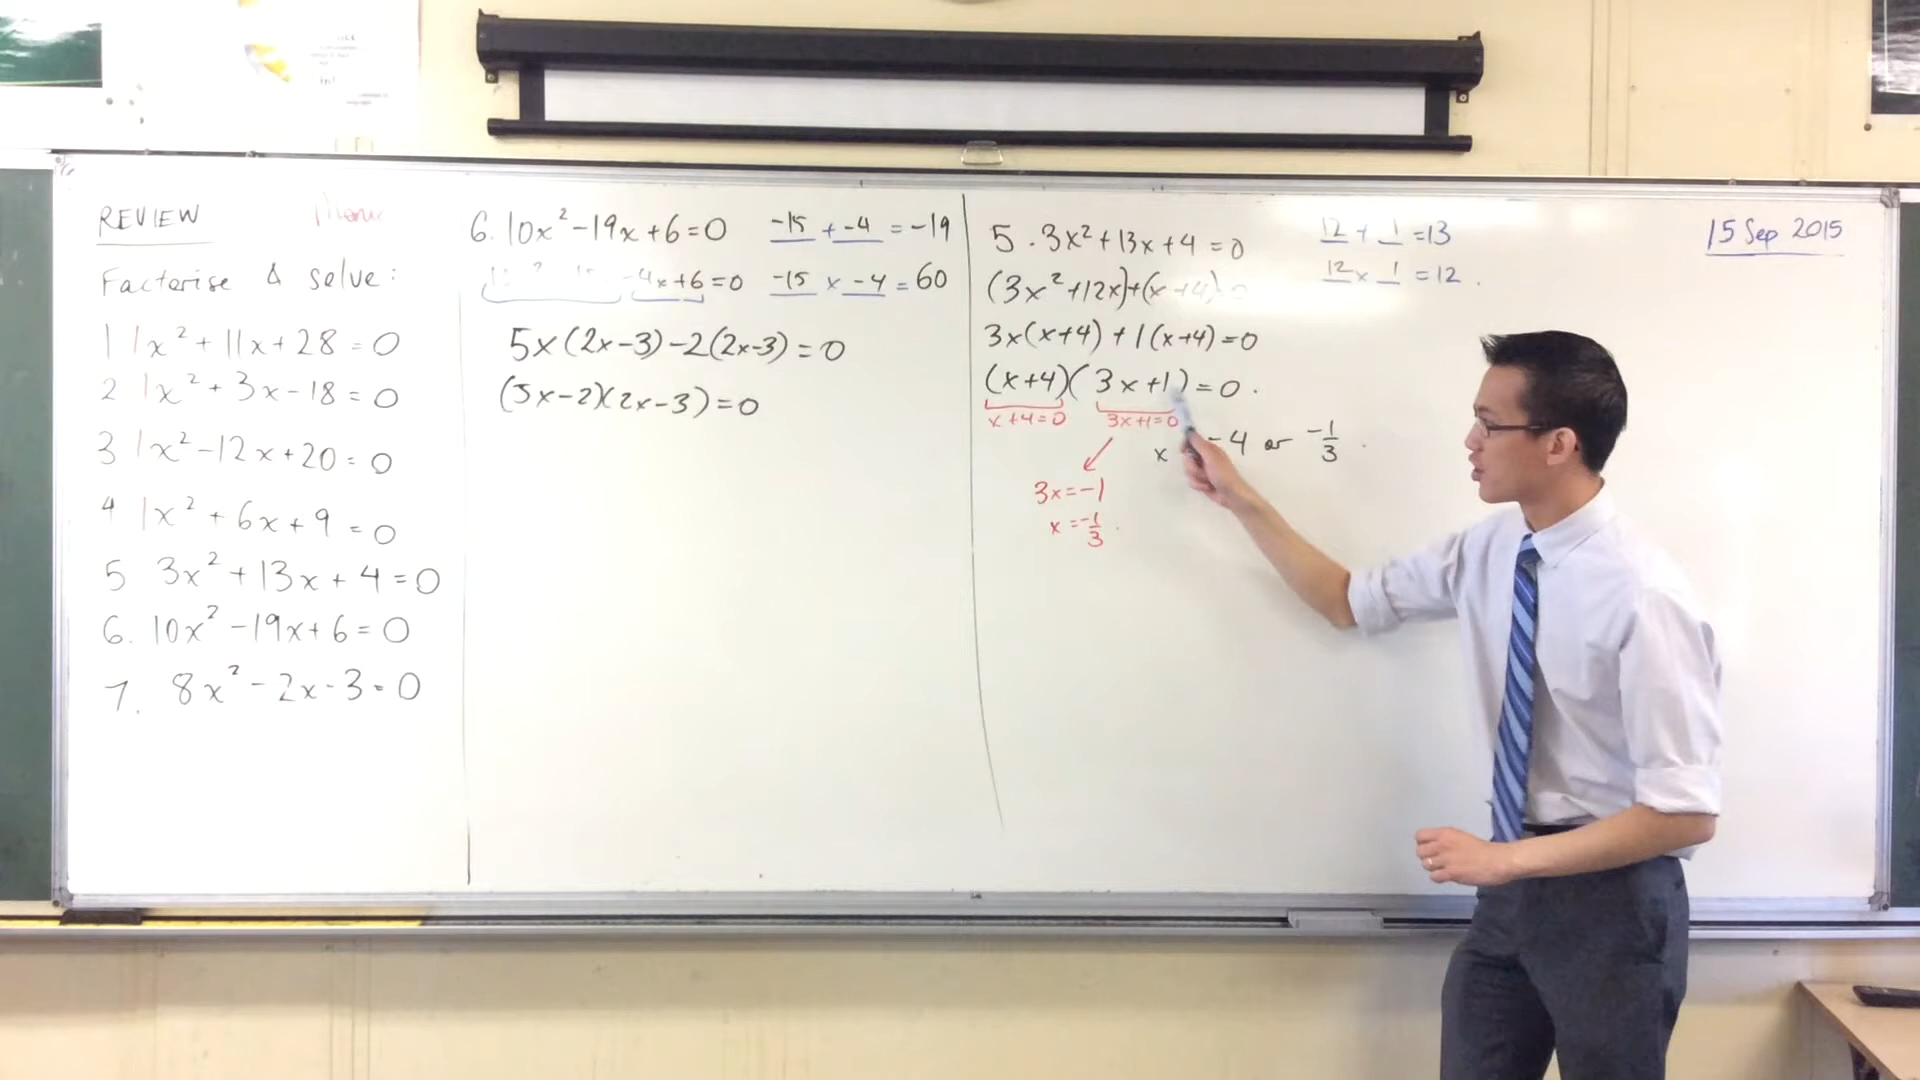 REVIEW
Factorise & solve:
1 1x² + 11x + 28 = 0
2 1x² + 3x - 18 = 0
3 1x² - 12x + 20 = 0
4 1x² + 6x + 9 = 0
5 3x² + 13x + 4 = 0
6. 10x² - 19x + 6 = 0
7. 8x² - 2x - 3 = 0
6. 10x² - 19x + 6 = 0 -15 + -4 = -19
-4x + 6 = 0 -15 x -4 = 60
5x(2x-3) - 2(2x-3) = 0
(5x-2)(2x-3) = 0
5. 3x² + 13x + 4 = 0 12 + 1 = 13
(3x² + 12x) + (x + 4) 12 x 1 = 12.
3x(x+4) + 1(x+4) = 0
(x+4)(3x+1) = 0.
x+4=0 3x+1=0
x -4 or -1/3.
3x = -1
x = -1/3.
15 Sep 2015